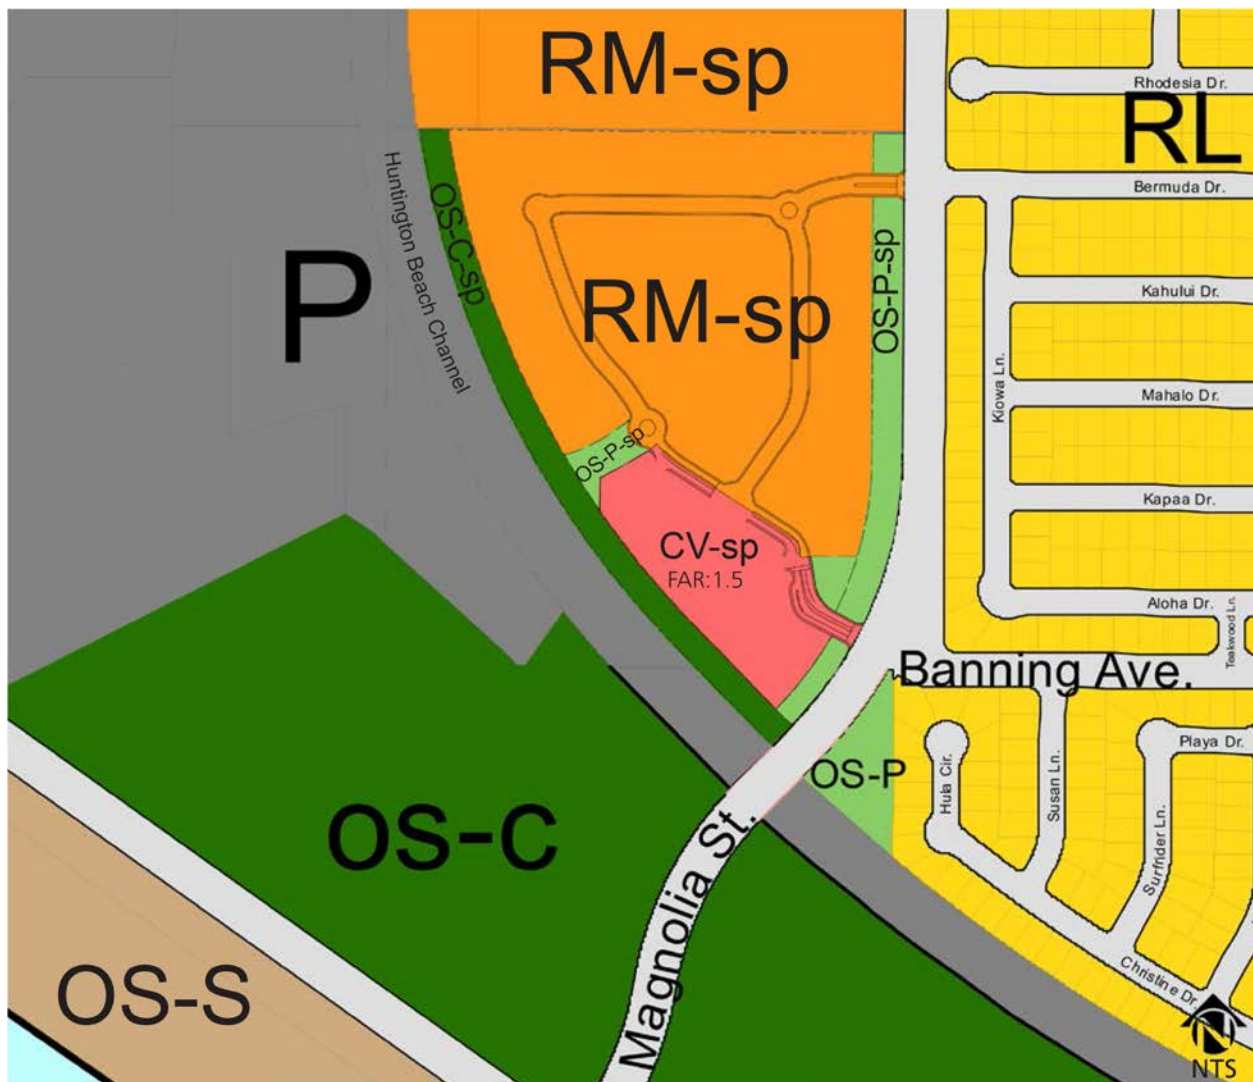 RM-sp
Rhodesia Dr.
RL
Huntington Beach Channel
OS-C-sp
Bermuda Dr.
P
OS-P-sp
RM-sp
Kahului Dr.
Kiowa Ln.
Mahalo Dr.
OS-P-sp
Kapaa Dr.
CV-sp
FAR:1.5
Aloha Dr.
Teakwood Ln.
Banning Ave.
Playa Dr.
OS-P
Hula Cir.
Susan Ln.
Surfrider Ln.
OS-C
Magnolia St.
OS-S
Christine Dr.
NTS